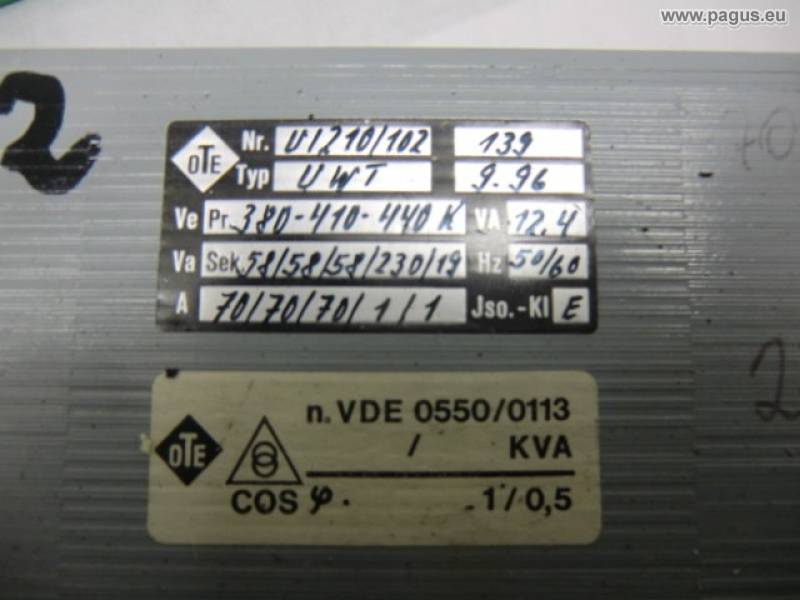 www.pagus.eu
2
OTE Nr. U1210/102 139
Typ UWT 9.96
Ve Pr. 380-410-440 K VA 12.4
Va Sek 58/58/58/230/19 Hz 50/60
A 70/70/70/1/1 Jso.-Kl E
n. VDE 0550/0113
OTE / KVA
COS φ. 1/0,5
2